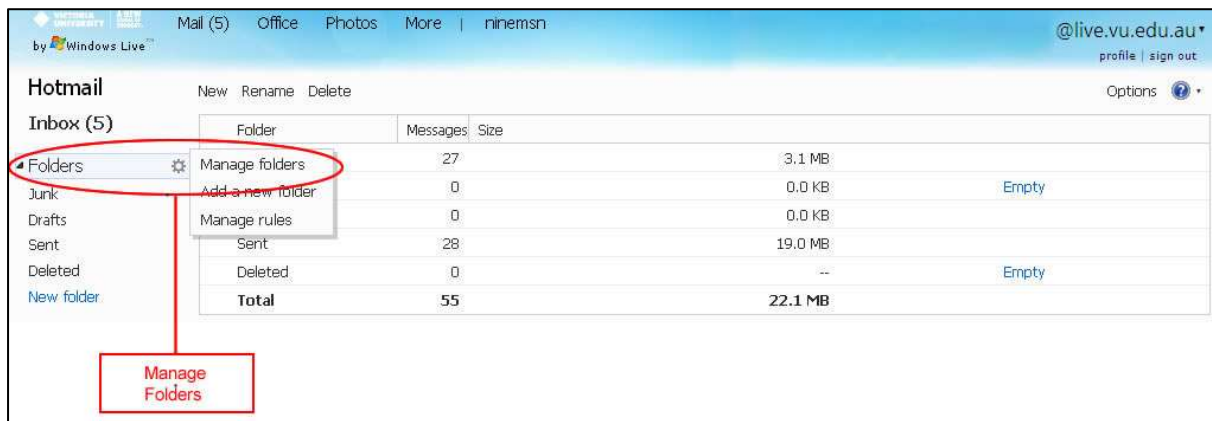 VICTORIA UNIVERSITY
Mail (5) Office Photos More | ninemsn
@live.vu.edu.au
by Windows Live™
profile | sign out
Hotmail
New Rename Delete
Options
Inbox (5)
Folder Messages Size
Folders
Manage folders
27 3.1 MB
Junk
Add a new folder
0 0.0 KB Empty
Drafts
Manage rules
0 0.0 KB
Sent
Sent 28 19.0 MB
Deleted
Deleted 0 -- Empty
New folder
Total 55 22.1 MB
Manage
Folders